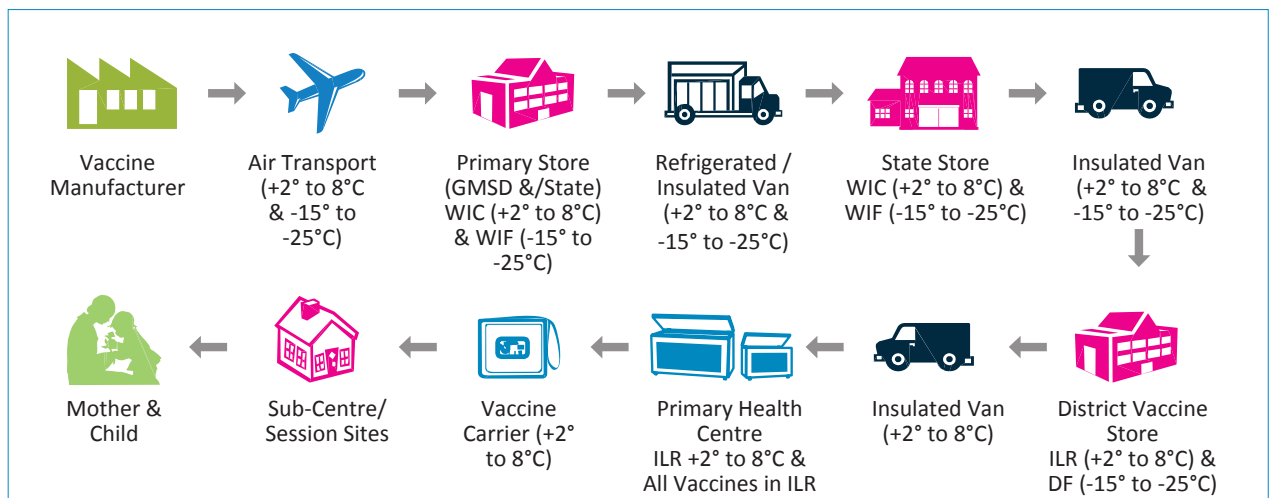 Vaccine
Manufacturer
Air Transport
(+2° to 8°C
& -15° to
-25°C)
Primary Store
(GMSD &/State)
WIC (+2° to 8°C)
& WIF (-15° to
-25°C)
Refrigerated /
Insulated Van
(+2° to 8°C &
-15° to -25°C)
State Store
WIC (+2° to 8°C) &
WIF (-15° to -25°C)
Insulated Van
(+2° to 8°C &
-15° to -25°C)
District Vaccine
Store
ILR (+2° to 8°C) &
DF (-15° to -25°C)
Insulated Van
(+2° to 8°C)
Primary Health
Centre
ILR +2° to 8°C &
All Vaccines in ILR
Vaccine
Carrier (+2°
to 8°C)
Sub-Centre/
Session Sites
Mother &
Child